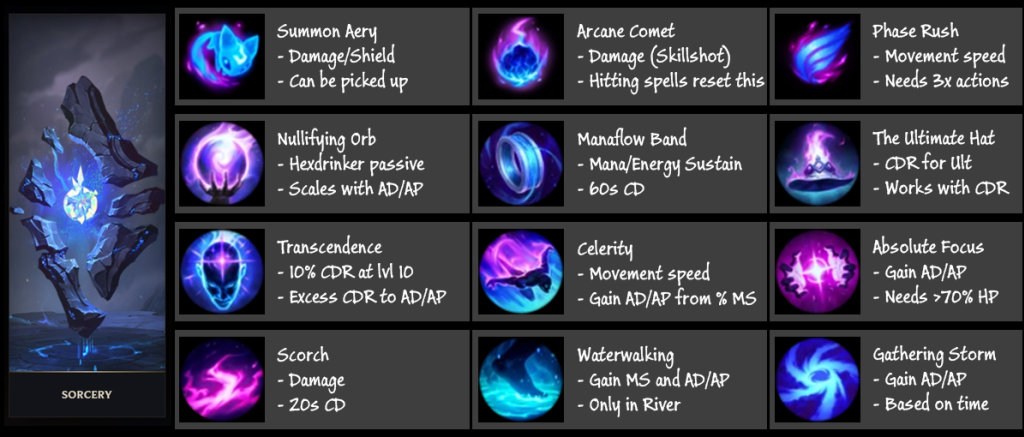 SORCERY
Summon Aery
- Damage/Shield
- Can be picked up
Arcane Comet
- Damage (Skillshot)
- Hitting spells reset this
Phase Rush
- Movement speed
- Needs 3x actions
Nullifying Orb
- Hexdrinker passive
- Scales with AD/AP
Manaflow Band
- Mana/Energy Sustain
- 60s CD
The Ultimate Hat
- CDR for Ult
- Works with CDR
Transcendence
- 10% CDR at lvl 10
- Excess CDR to AD/AP
Celerity
- Movement speed
- Gain AD/AP from % MS
Absolute Focus
- Gain AD/AP
- Needs >70% HP
Scorch
- Damage
- 20s CD
Waterwalking
- Gain MS and AD/AP
- Only in River
Gathering Storm
- Gain AD/AP
- Based on time